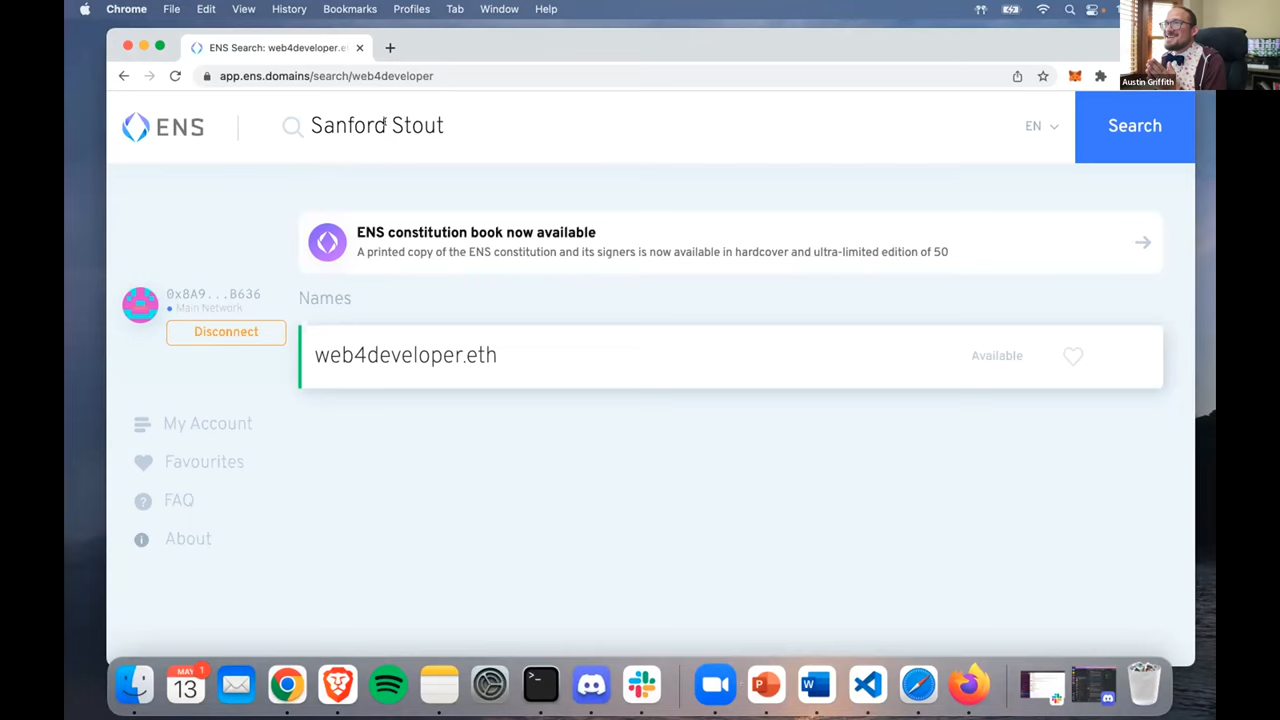 Chrome File Edit View History Bookmarks Profiles Tab Window Help
ENS Search: web4developer.e
app.ens.domains/search/web4developer
Austin Griffith
ENS
Sanford Stout
EN
Search
ENS constitution book now available
A printed copy of the ENS constitution and its signers is now available in hardcover and ultra-limited edition of 50
0x8A9...B636
Main Network
Disconnect
Names
web4developer.eth
Available
My Account
Favourites
FAQ
About
MAY
1
13